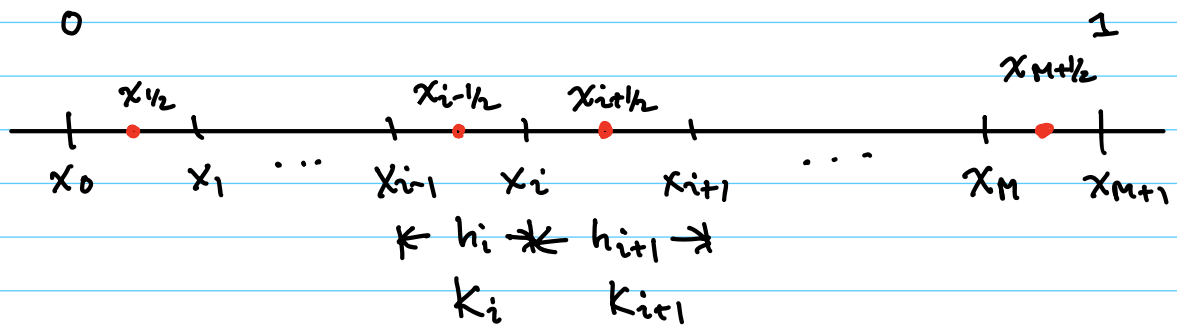 0 1
x_{1/2} x_{i-1/2} x_{i+1/2} x_{M+1/2}
x_0 x_1 ... x_{i-1} x_i x_{i+1} ... x_M x_{M+1}
h_i h_{i+1}
K_i K_{i+1}